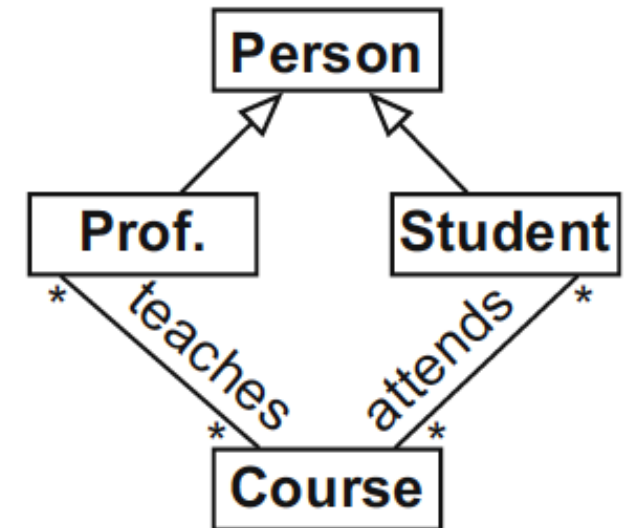 Person
Prof.
Student
*
teaches
*
attends
*
*
Course